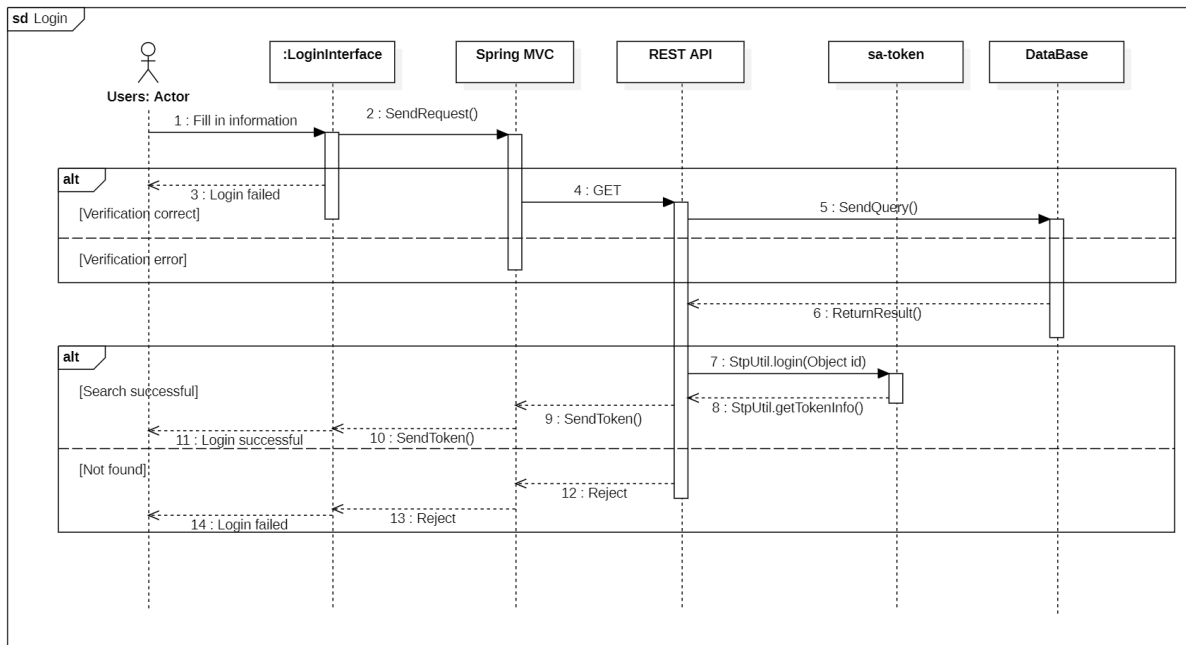 sd Login
:LoginInterface
Spring MVC
REST API
sa-token
DataBase
Users: Actor
1 : Fill in information
2 : SendRequest()
alt
3 : Login failed
4 : GET
[Verification correct]
5 : SendQuery()
[Verification error]
6 : ReturnResult()
alt
7 : StpUtil.login(Object id)
[Search successful]
8 : StpUtil.getTokenInfo()
9 : SendToken()
10 : SendToken()
11 : Login successful
[Not found]
12 : Reject
13 : Reject
14 : Login failed